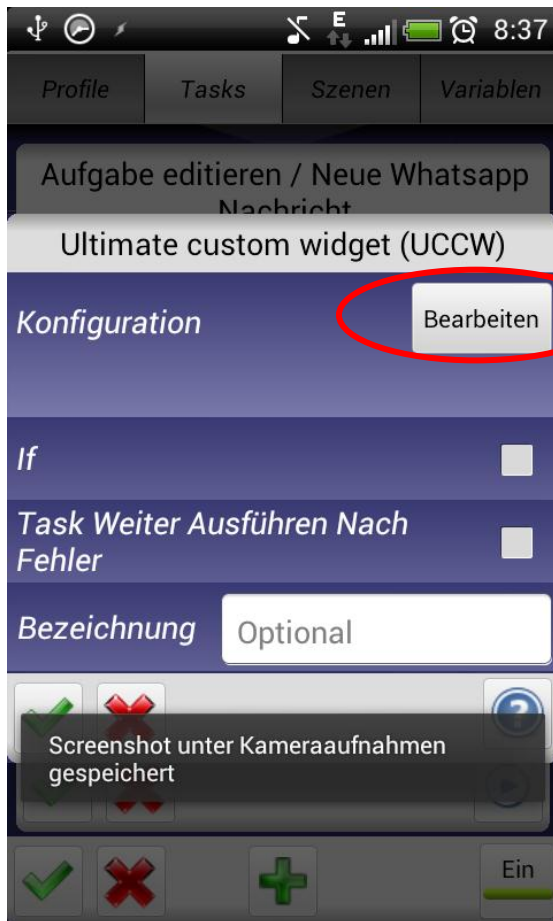 E
8:37
Profile Tasks Szenen Variablen
Aufgabe editieren / Neue Whatsapp
Nachricht
Ultimate custom widget (UCCW)
Konfiguration Bearbeiten
If
Task Weiter Ausführen Nach
Fehler
Bezeichnung Optional
?
Screenshot unter Kameraaufnahmen
gespeichert
Ein